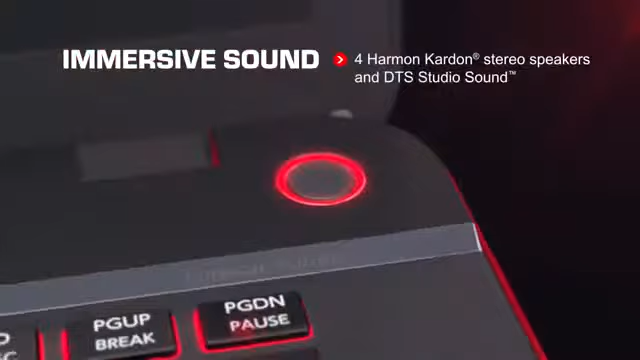 IMMERSIVE SOUND
4 Harmon Kardon® stereo speakers
and DTS Studio Sound™
PGUP
BREAK
PGDN
PAUSE